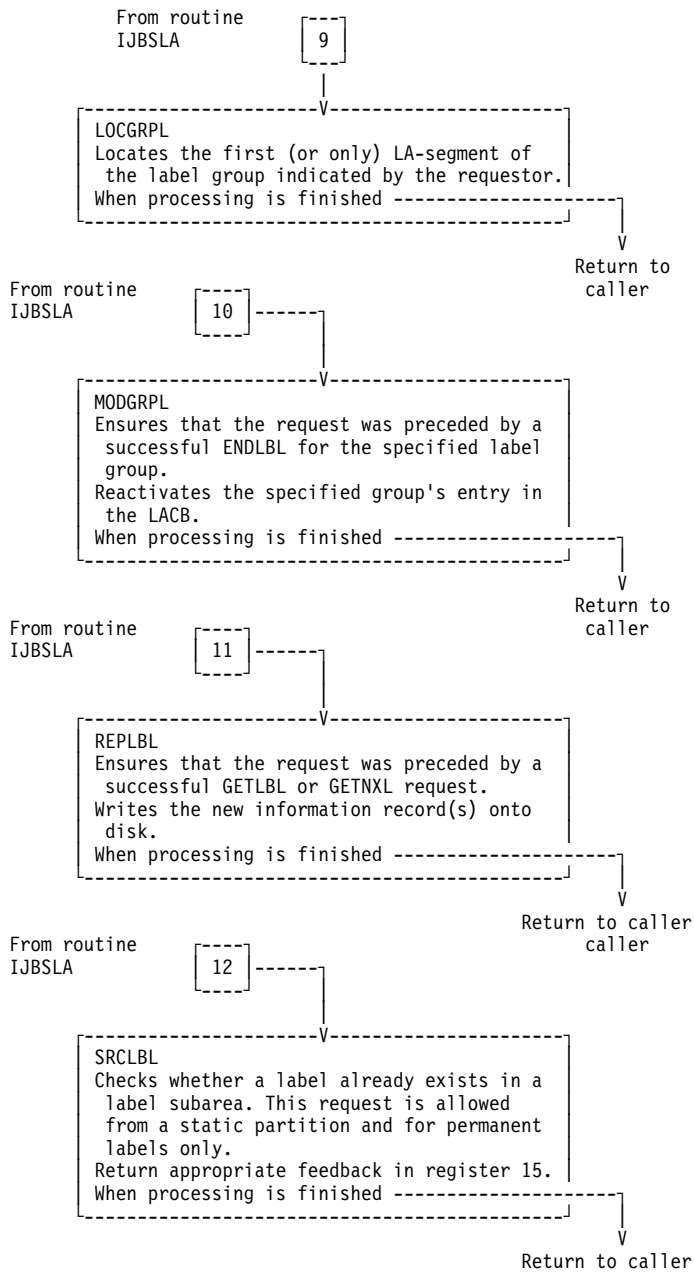 From routine
IJBSLA 9
LOCGRPL
Locates the first (or only) LA-segment of
the label group indicated by the requestor.
When processing is finished
Return to
caller
From routine
IJBSLA 10
MODGRPL
Ensures that the request was preceded by a
successful ENDLBL for the specified label
group.
Reactivates the specified group's entry in
the LACB.
When processing is finished
Return to
caller
From routine
IJBSLA 11
REPLBL
Ensures that the request was preceded by a
successful GETLBL or GETNXL request.
Writes the new information record(s) onto
disk.
When processing is finished
Return to caller
caller
From routine
IJBSLA 12
SRCLBL
Checks whether a label already exists in a
label subarea. This request is allowed
from a static partition and for permanent
labels only.
Return appropriate feedback in register 15.
When processing is finished
Return to caller